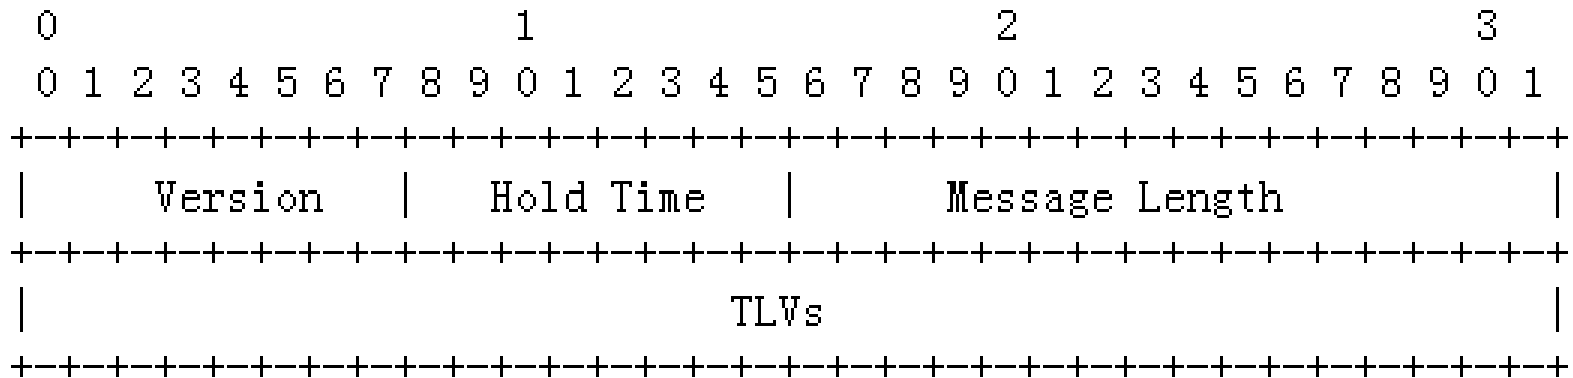 0                   1                   2                   3
 0 1 2 3 4 5 6 7 8 9 0 1 2 3 4 5 6 7 8 9 0 1 2 3 4 5 6 7 8 9 0 1
+-+-+-+-+-+-+-+-+-+-+-+-+-+-+-+-+-+-+-+-+-+-+-+-+-+-+-+-+-+-+-+-+
|     Version   |   Hold Time   |      Message Length           |
+-+-+-+-+-+-+-+-+-+-+-+-+-+-+-+-+-+-+-+-+-+-+-+-+-+-+-+-+-+-+-+-+
|                             TLVs                              |
+-+-+-+-+-+-+-+-+-+-+-+-+-+-+-+-+-+-+-+-+-+-+-+-+-+-+-+-+-+-+-+-+